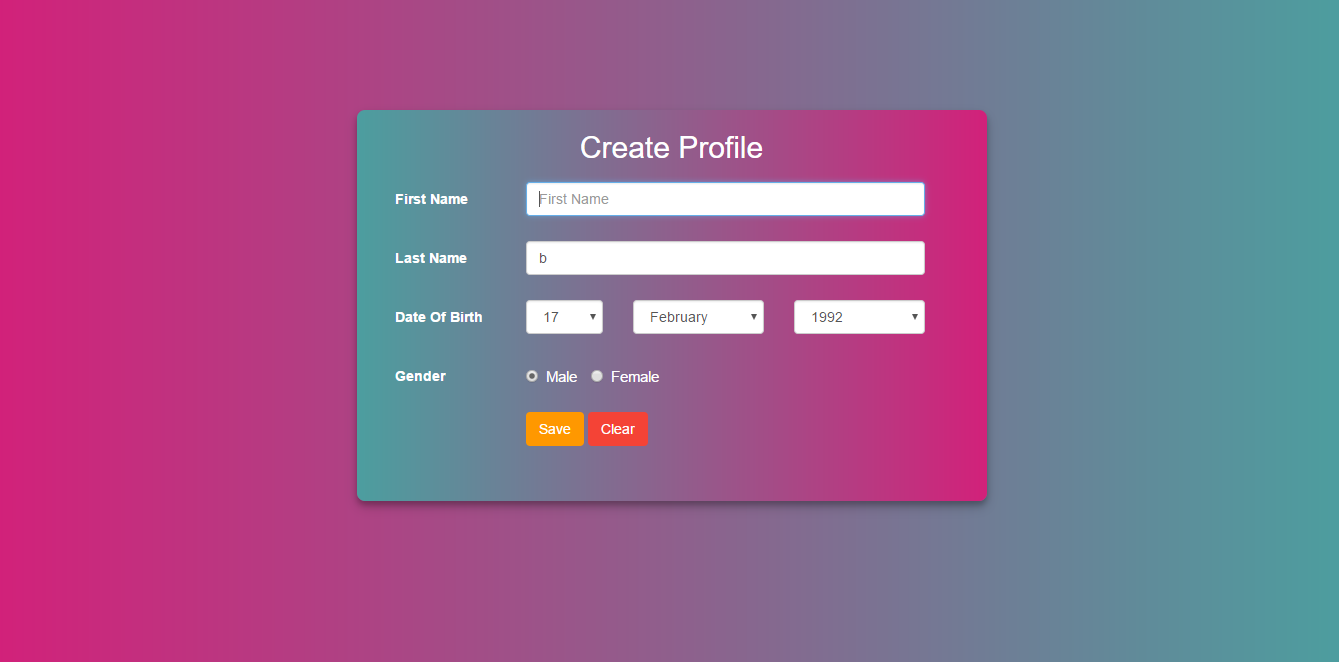 Create Profile
First Name First Name
Last Name b
Date Of Birth 17 February 1992
Gender Male Female
Save Clear